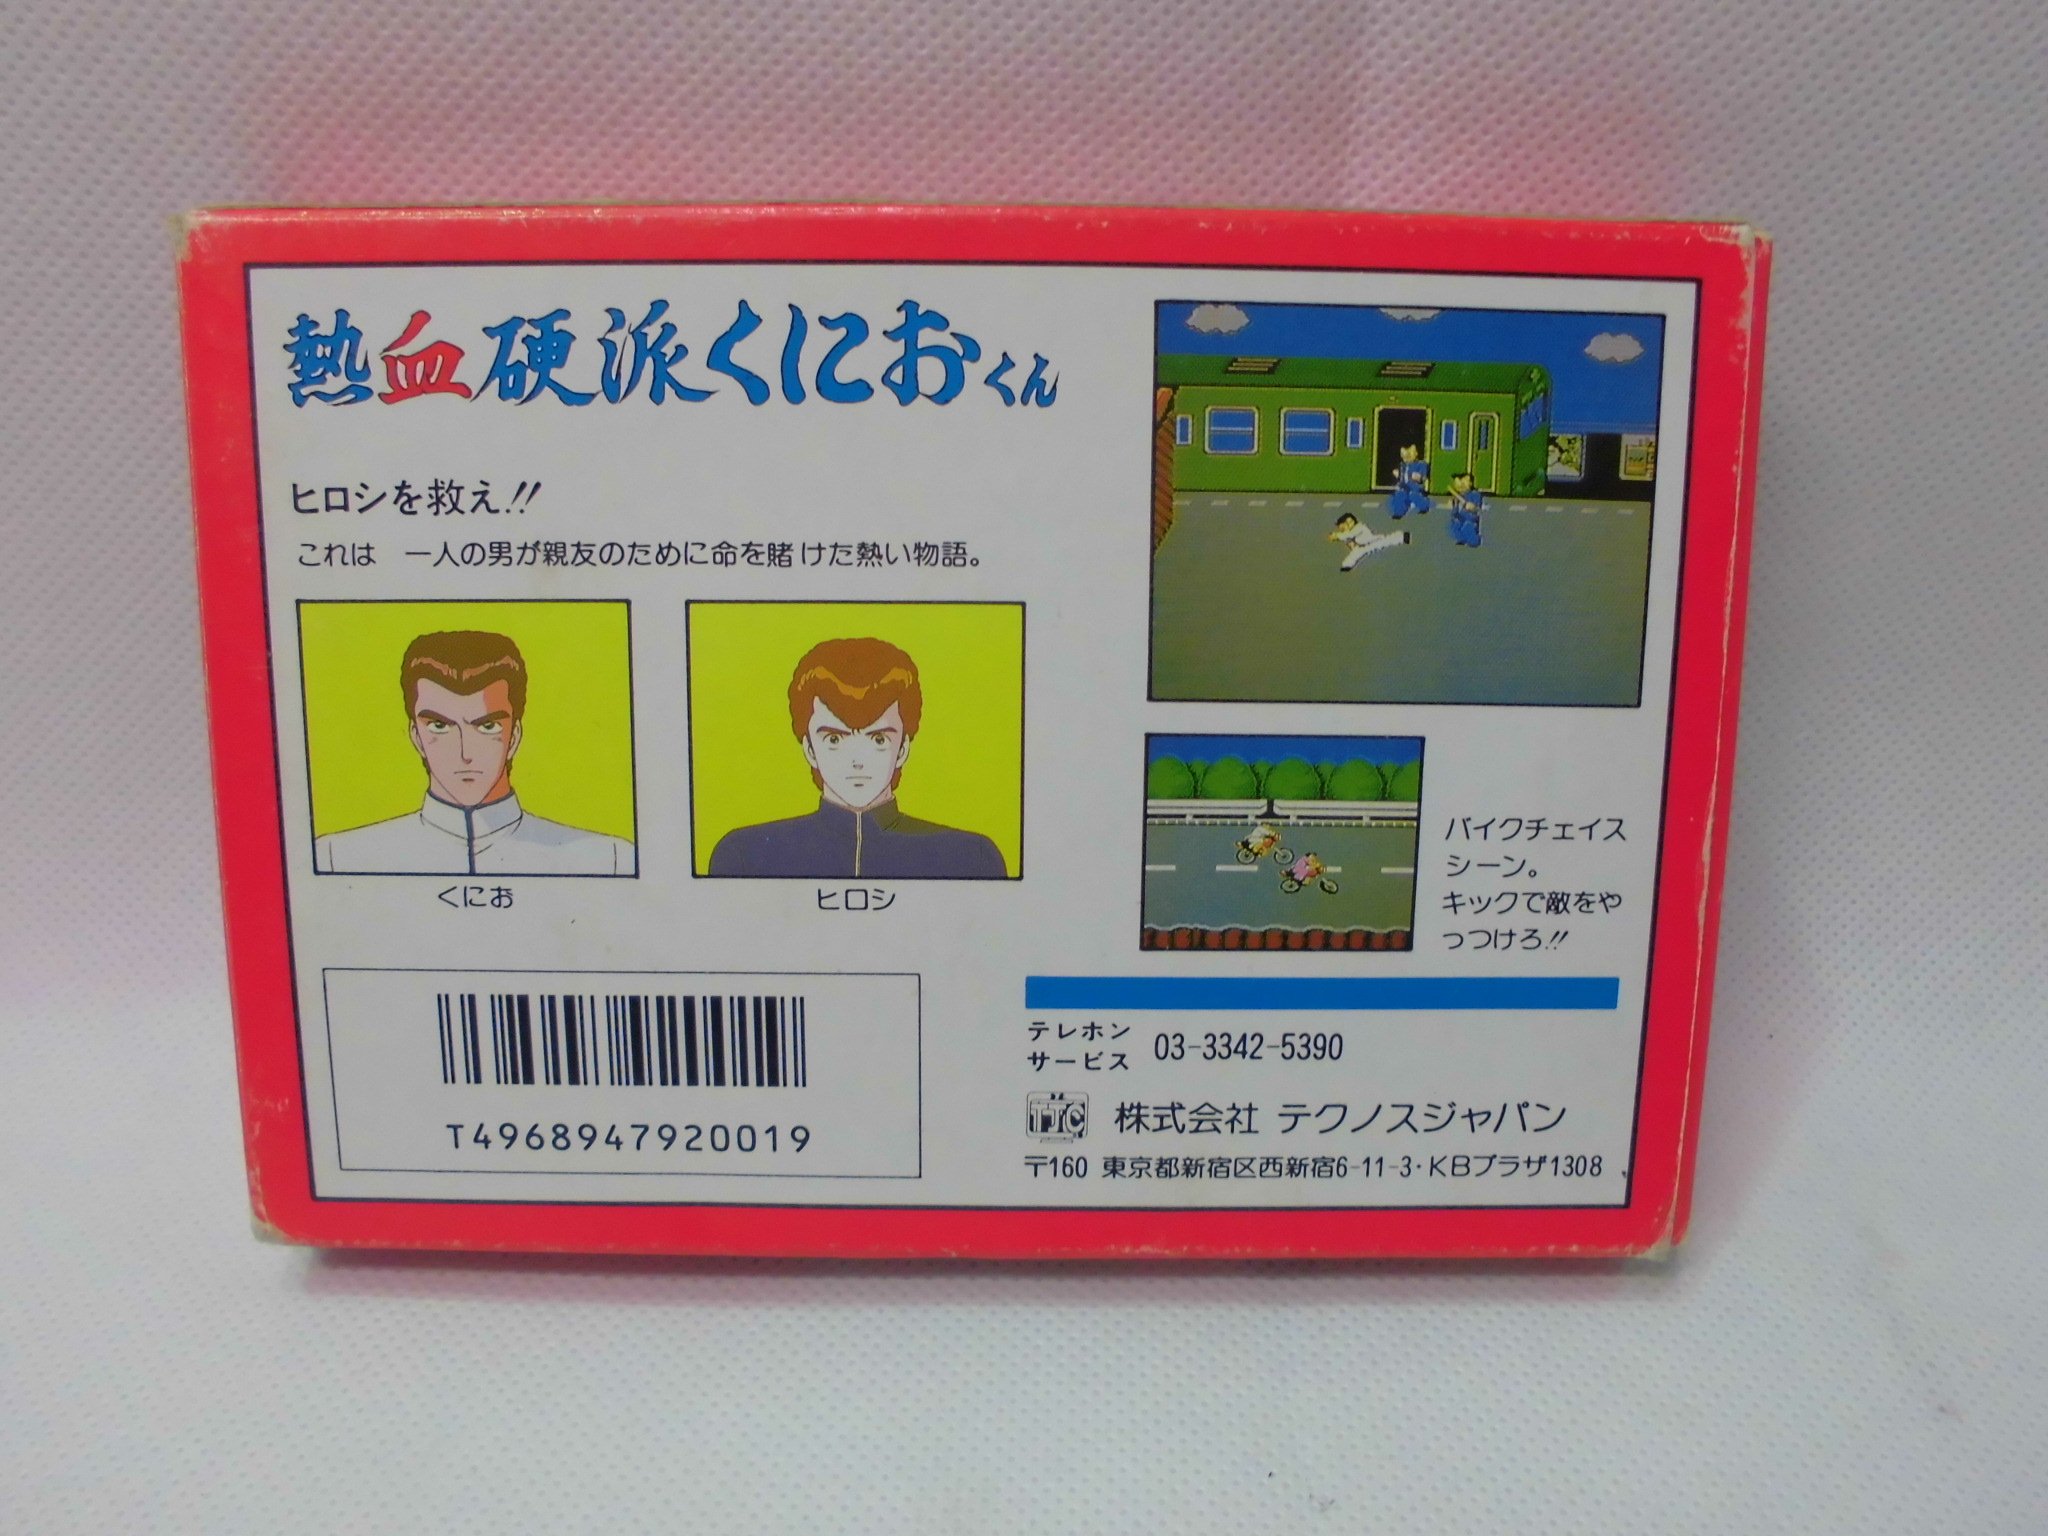 熱血硬派くにおくん
ヒロシを救え!!
これは 一人の男が親友のために命を賭けた熱い物語。
くにお
ヒロシ
バイクチェイス
シーン。
キックで敵をや
っつけろ!!
T4968947920019
テレホン
サービス 03-3342-5390
TJC 株式会社 テクノスジャパン
〒160 東京都新宿区西新宿6-11-3・KBプラザ1308